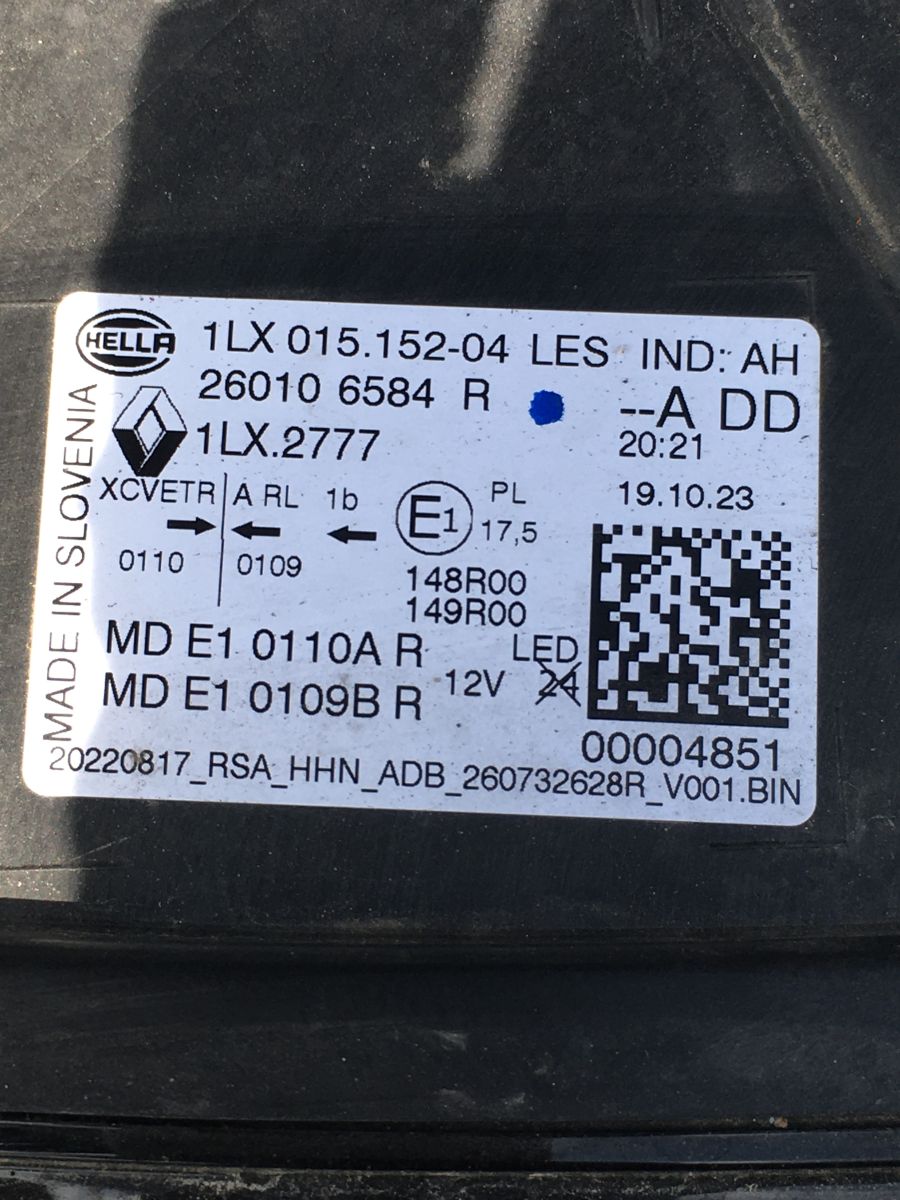 HELLA
1LX 015.152-04 LES IND: AH
26010 6584 R --A DD
1LX.2777 20:21
19.10.23
MADE IN SLOVENIA
XCVETR A RL 1b E1 PL
17,5
0110 0109
148R00
149R00
MD E1 0110A R LED
MD E1 0109B R 12V 24
00004851
20220817_RSA_HHN_ADB_260732628R_V001.BIN